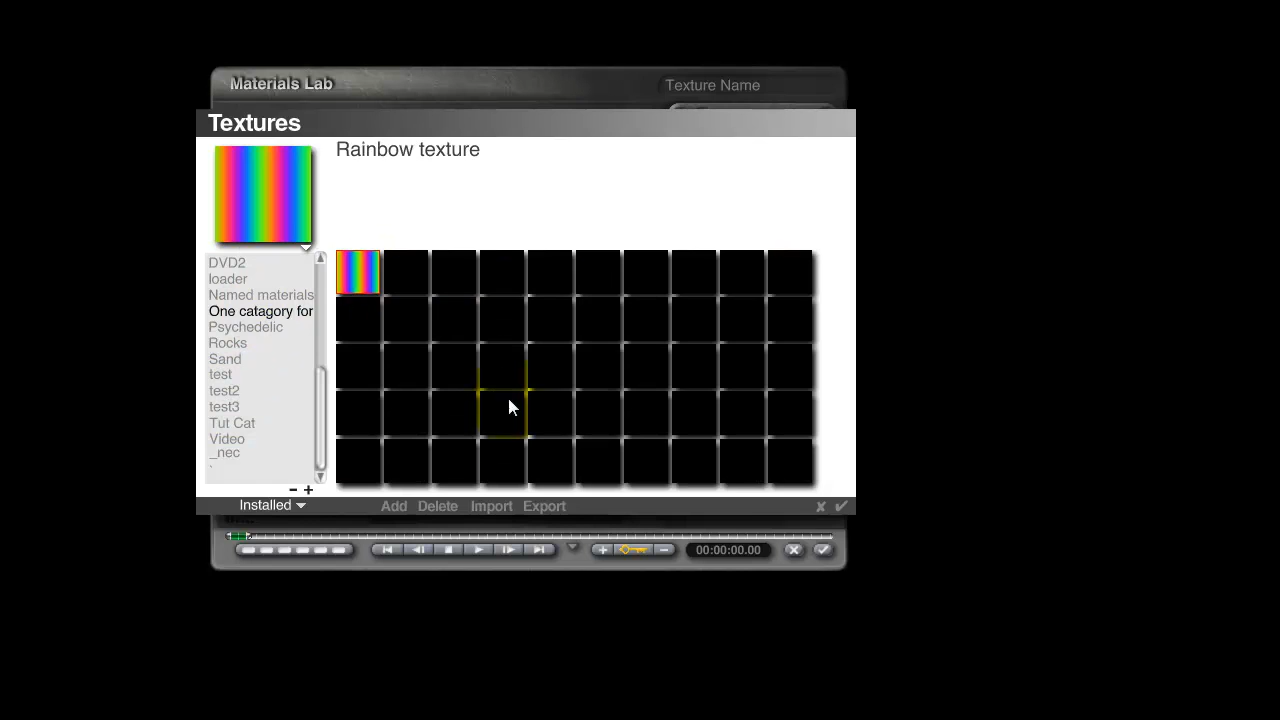 Materials Lab
Texture Name
Textures
Rainbow texture
DVD2
loader
Named materials
One catagory for
Psychedelic
Rocks
Sand
test
test2
test3
Tut Cat
Video
_nec
Installed
Add Delete Import Export
00:00:00.00